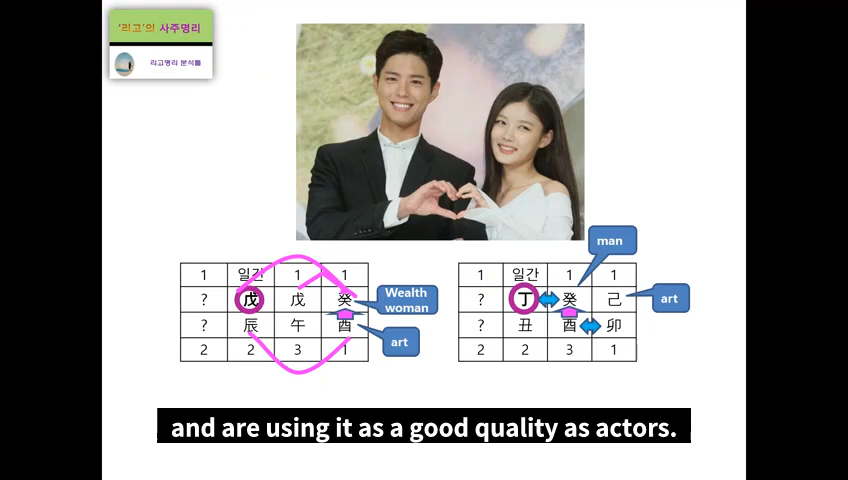 '리고'의 사주명리
리고명리 분석틀
man
1 일간 1 1
? 戊 戊 癸
Wealth
woman
? 辰 午 酉
art
2 2 3 1
1 일간 1 1
? 丁 癸 己
art
? 丑 酉 卯
2 2 3 1
and are using it as a good quality as actors.